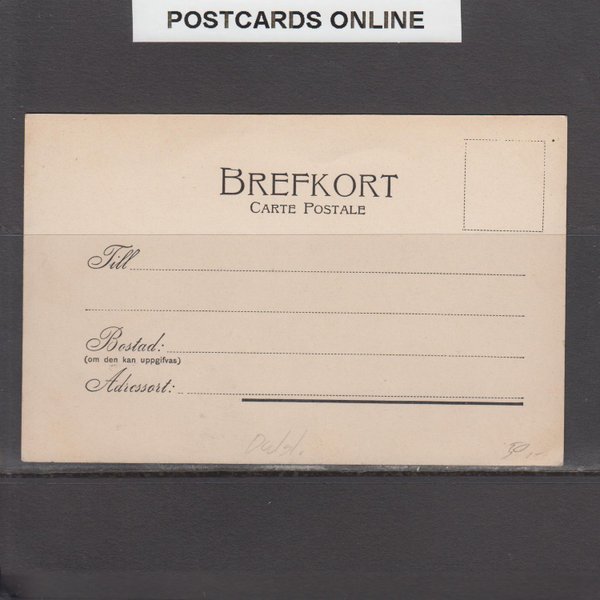 POSTCARDS ONLINE
BREFKORT
CARTE POSTALE
Till
Bostad:
(om den kan uppgifvas)
Adressort: